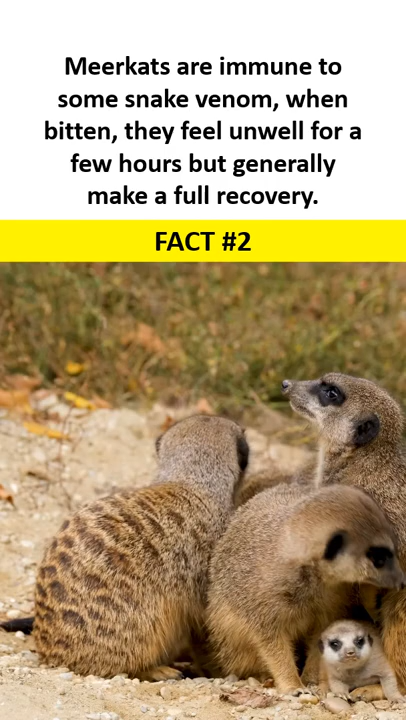 Meerkats are immune to
some snake venom, when
bitten, they feel unwell for a
few hours but generally
make a full recovery.
FACT #2